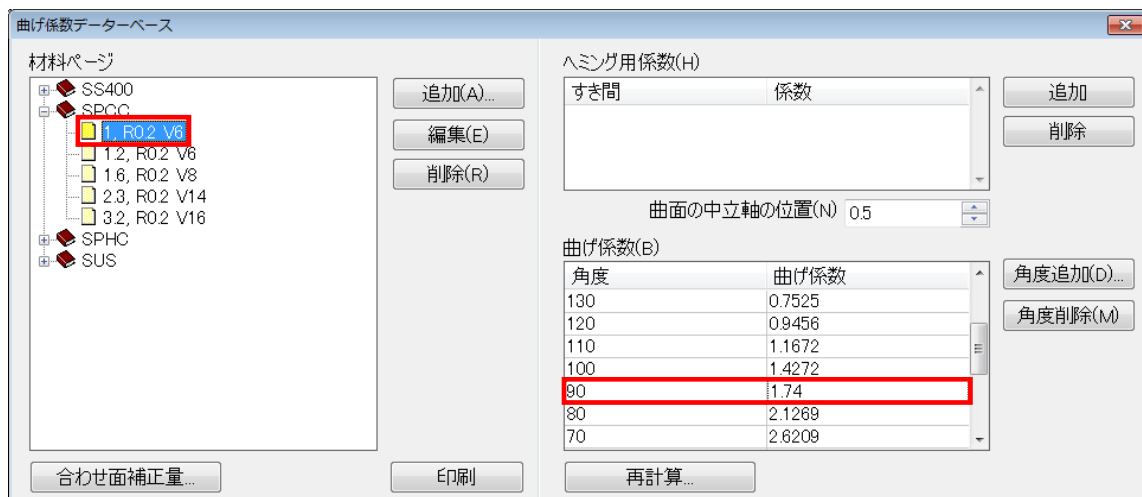 曲げ係数データーベース
材料ページ
SS400
SPCC
1, R0.2 V6
1.2, R0.2 V6
1.6, R0.2 V8
2.3, R0.2 V14
3.2, R0.2 V16
SPHC
SUS
追加(A)...
編集(E)
削除(R)
合わせ面補正量...
印刷
ヘミング用係数(H)
すき間 係数
追加
削除
曲面の中立軸の位置(N) 0.5
曲げ係数(B)
角度 曲げ係数
130 0.7525
120 0.9456
110 1.1672
100 1.4272
90 1.74
80 2.1269
70 2.6209
角度追加(D)...
角度削除(M)
再計算...